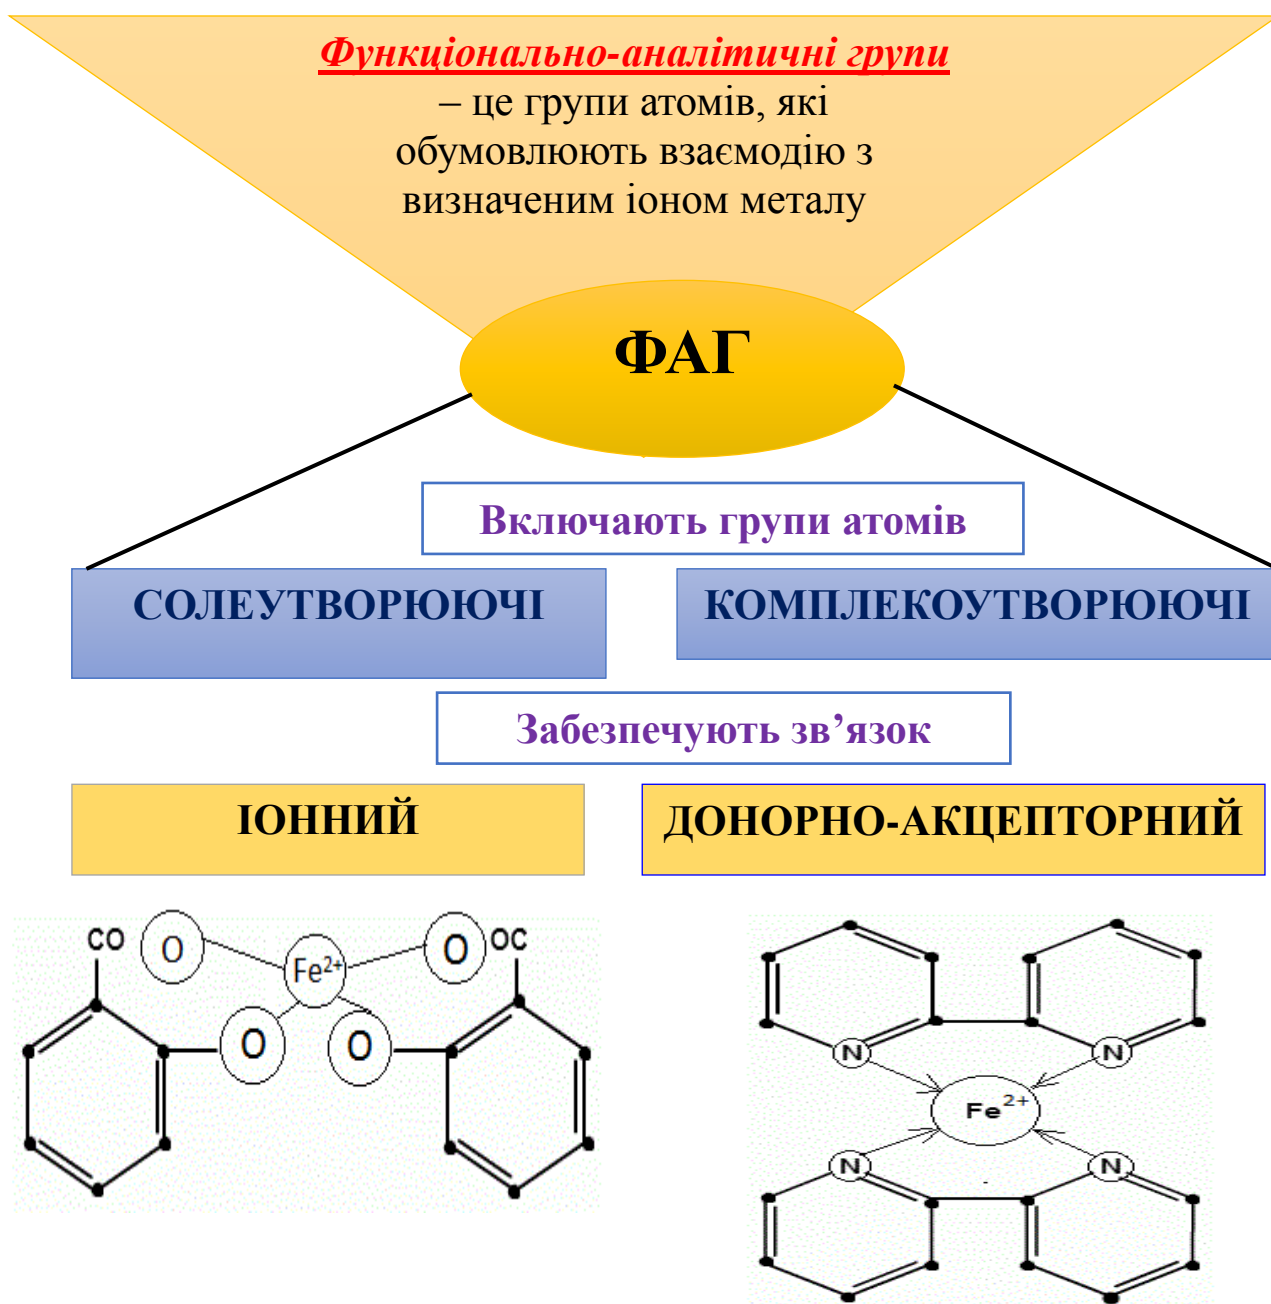 Функціонально-аналітичні групи
– це групи атомів, які
обумовлюють взаємодію з
визначеним іоном металу
ФАГ
Включають групи атомів
СОЛЕУТВОРЮЮЧІ
КОМПЛЕКОУТВОРЮЮЧІ
Забезпечують зв’язок
ІОННИЙ
ДОНОРНО-АКЦЕПТОРНИЙ
CO O O OC
Fe²⁺
O O
N N
Fe²⁺
N N